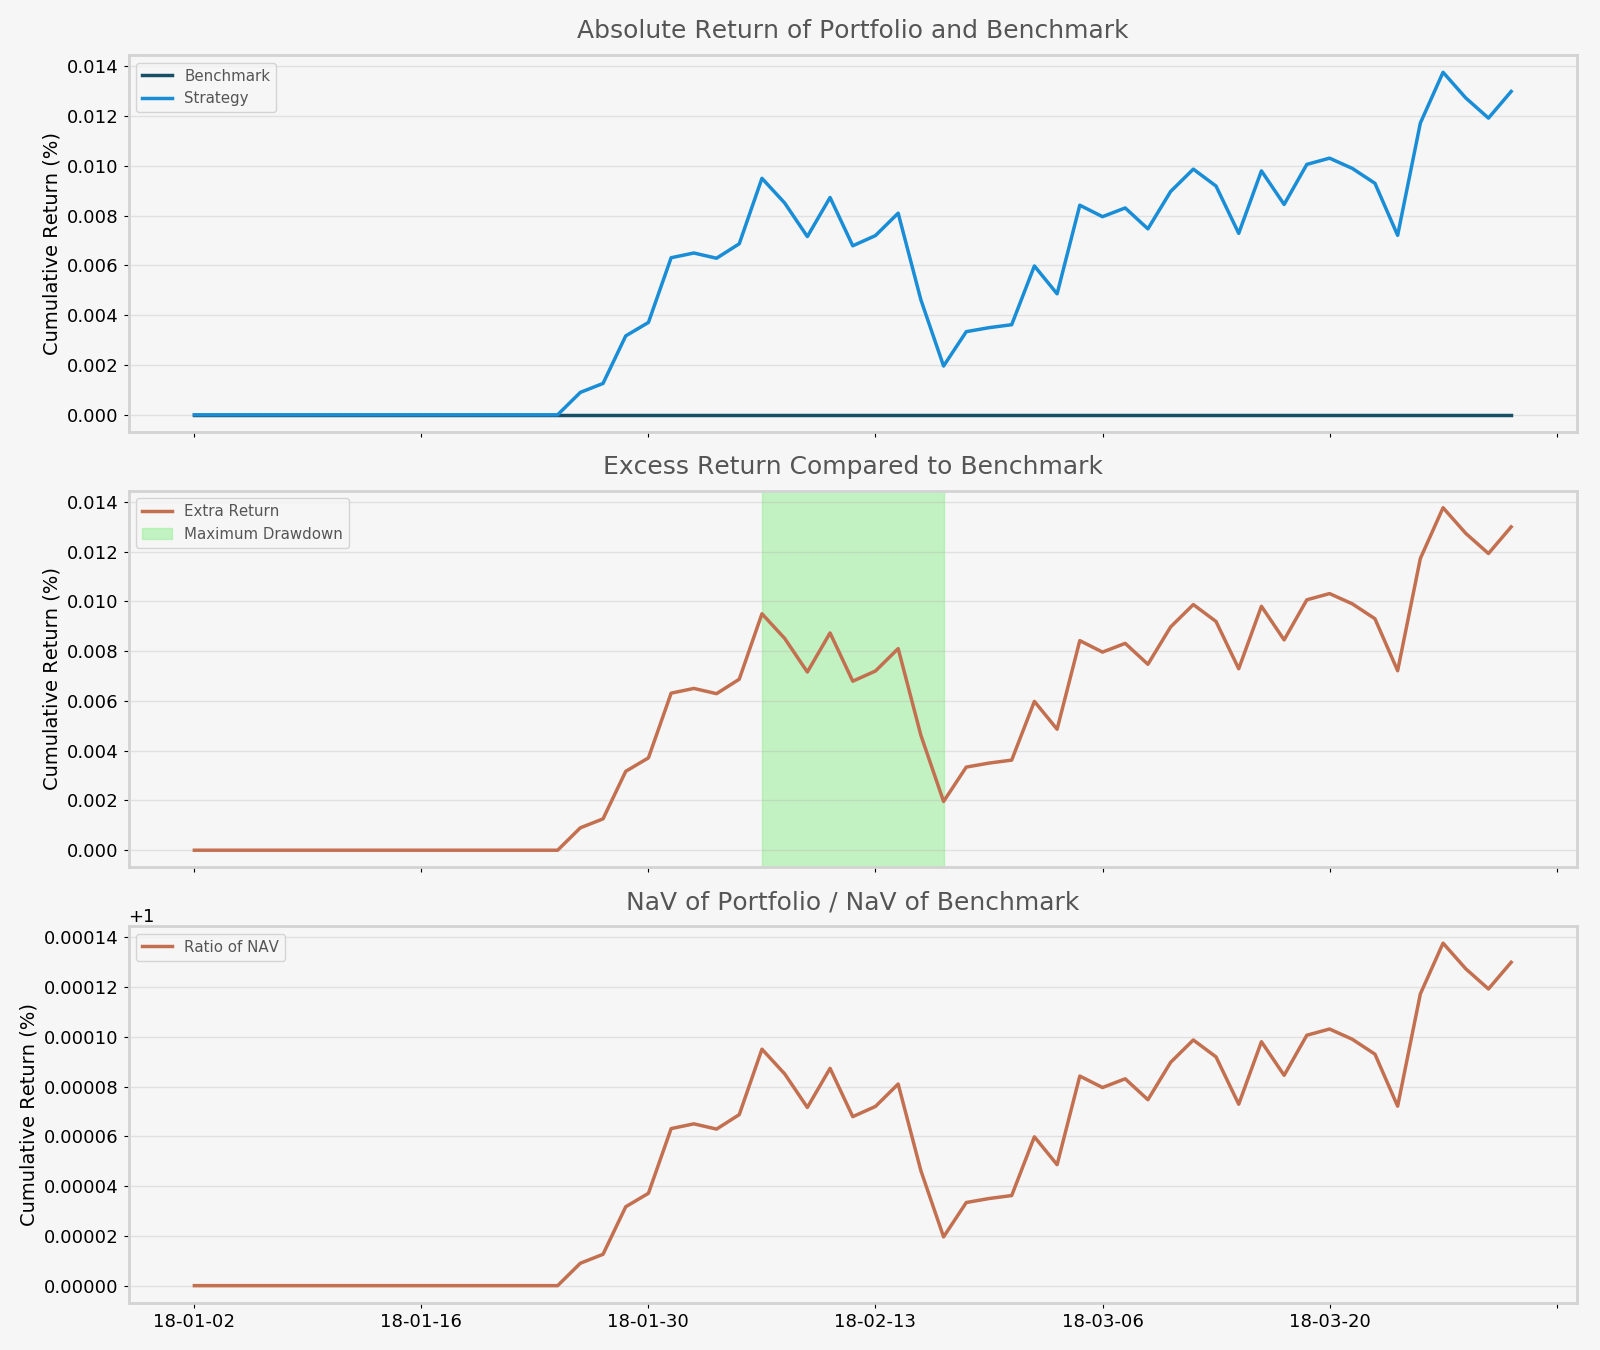 Absolute Return of Portfolio and Benchmark
Benchmark
Strategy
Cumulative Return (%)
0.014
0.012
0.010
0.008
0.006
0.004
0.002
0.000
Excess Return Compared to Benchmark
Extra Return
Maximum Drawdown
Cumulative Return (%)
0.014
0.012
0.010
0.008
0.006
0.004
0.002
0.000
NaV of Portfolio / NaV of Benchmark
+1
Ratio of NAV
Cumulative Return (%)
0.00014
0.00012
0.00010
0.00008
0.00006
0.00004
0.00002
0.00000
18-01-02 18-01-16 18-01-30 18-02-13 18-03-06 18-03-20